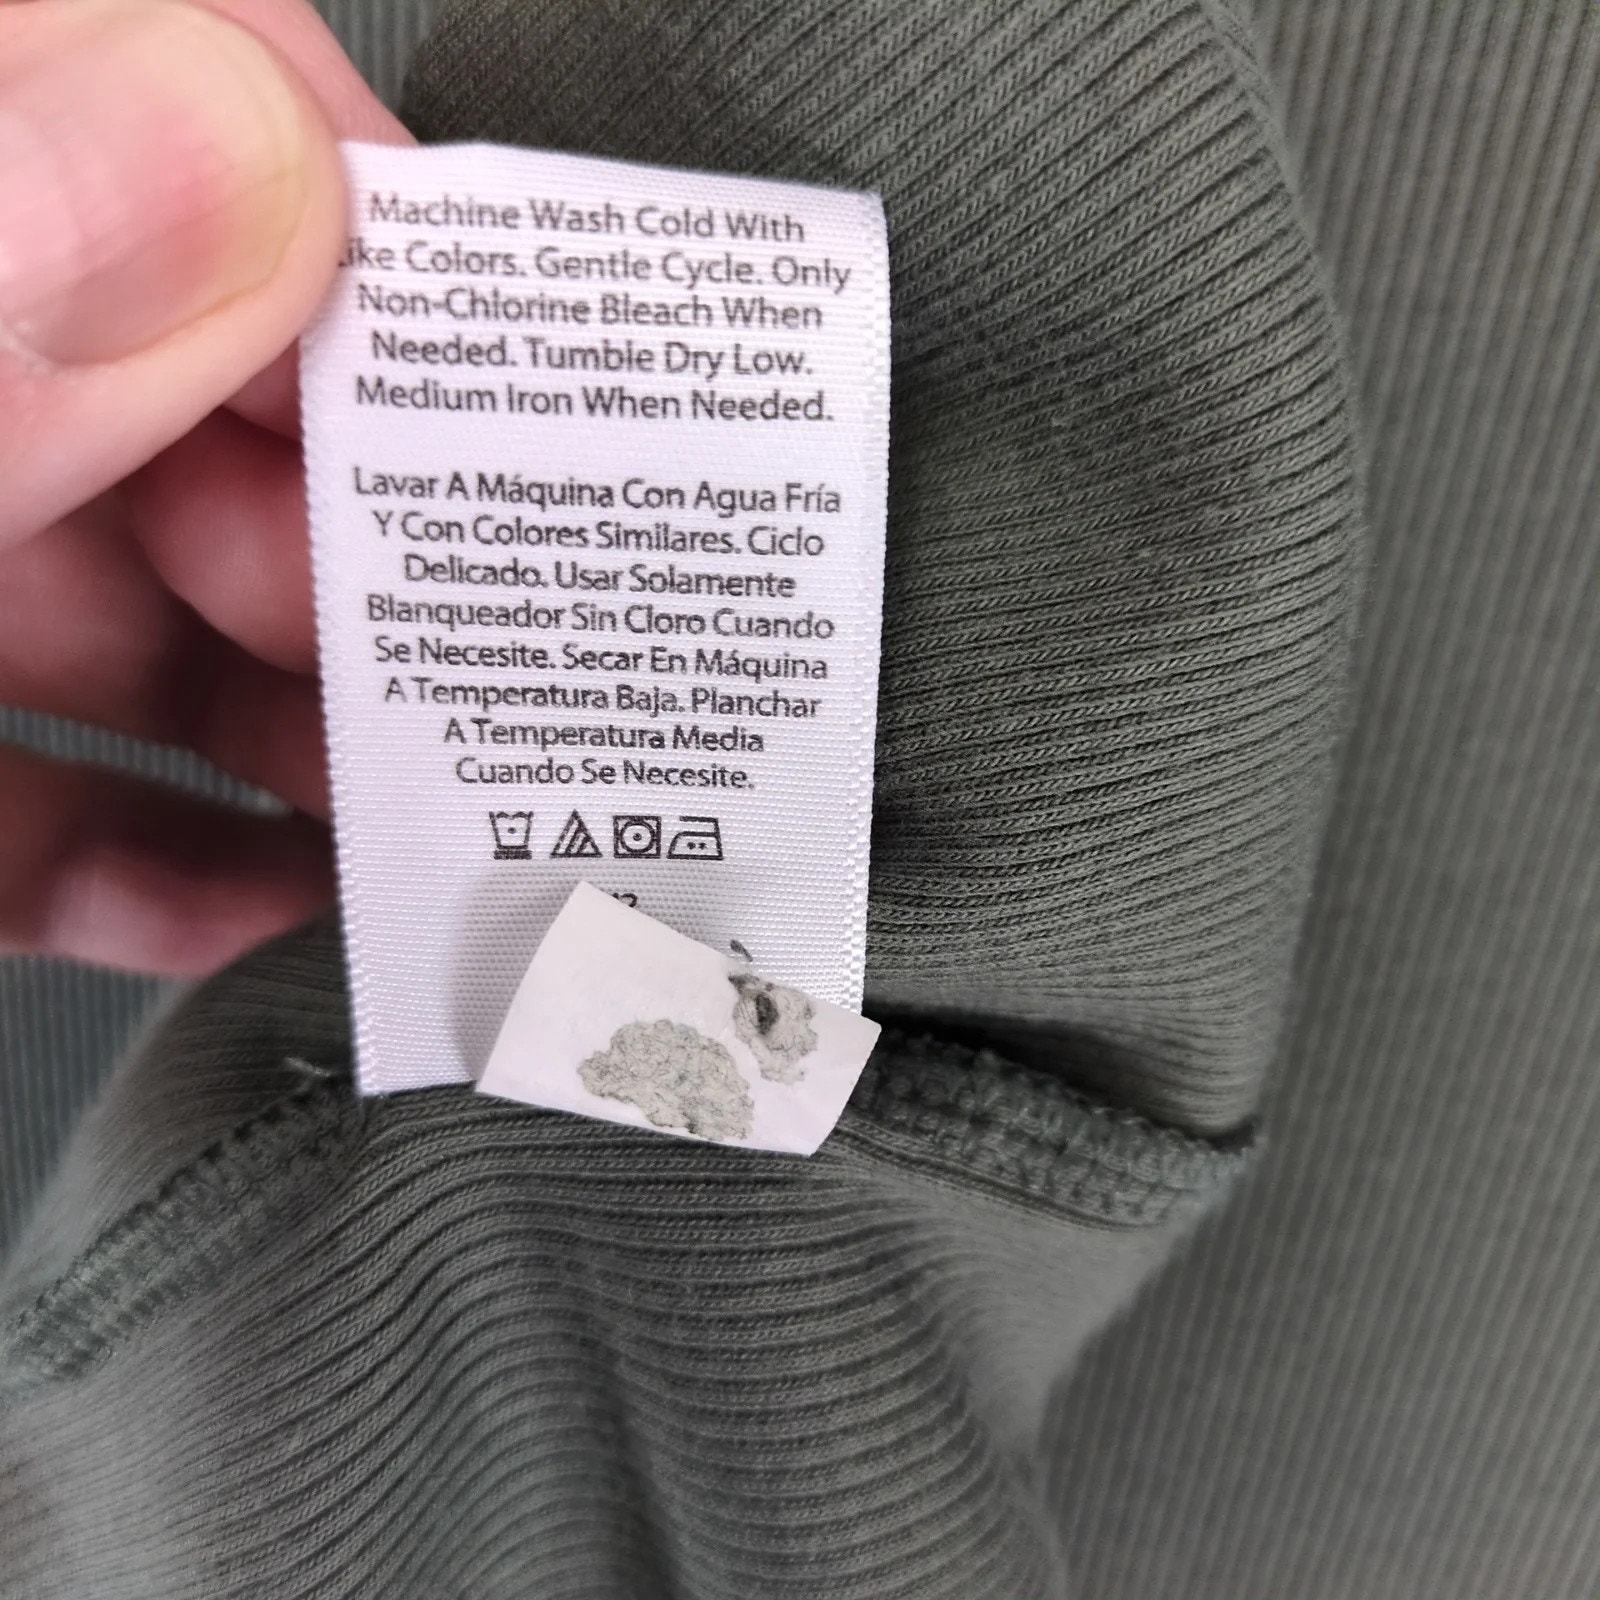 Machine Wash Cold With
ike Colors. Gentle Cycle. Only
Non-Chlorine Bleach When
Needed. Tumble Dry Low.
Medium Iron When Needed.
Lavar A Máquina Con Agua Fría
Y Con Colores Similares. Ciclo
Delicado. Usar Solamente
Blanqueador Sin Cloro Cuando
Se Necesite. Secar En Máquina
A Temperatura Baja. Planchar
A Temperatura Media
Cuando Se Necesite.